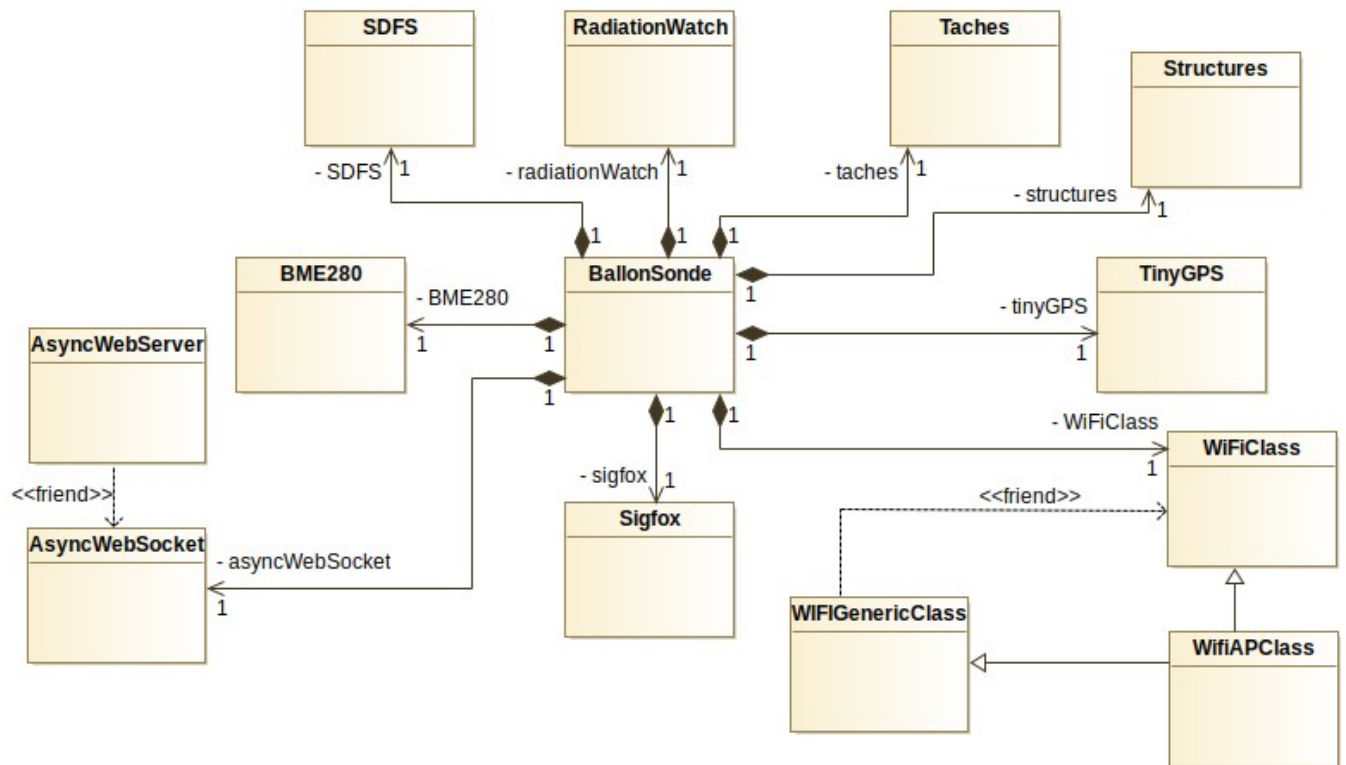 SDFS
RadiationWatch
Taches
Structures
- SDFS
1
- radiationWatch
1
- taches
1
- structures
1
1
1
1
BME280
BallonSonde
TinyGPS
- BME280
1
- tinyGPS
AsyncWebServer
1
1
1
1
1
1
1
- WiFiClass
WiFiClass
1
- sigfox
1
<<friend>>
<<friend>>
Sigfox
AsyncWebSocket
- asyncWebSocket
1
WIFIGenericClass
WifiAPClass